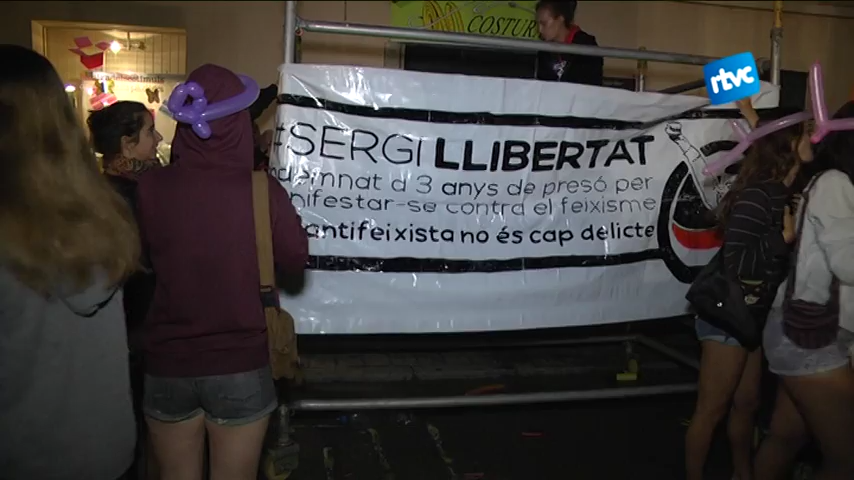 COSTUR
rtvc
#SERGI LLIBERTAT
ndemnat a 3 anys de presó per
nifestar-se contra el feixisme
antifeixista no és cap delicte